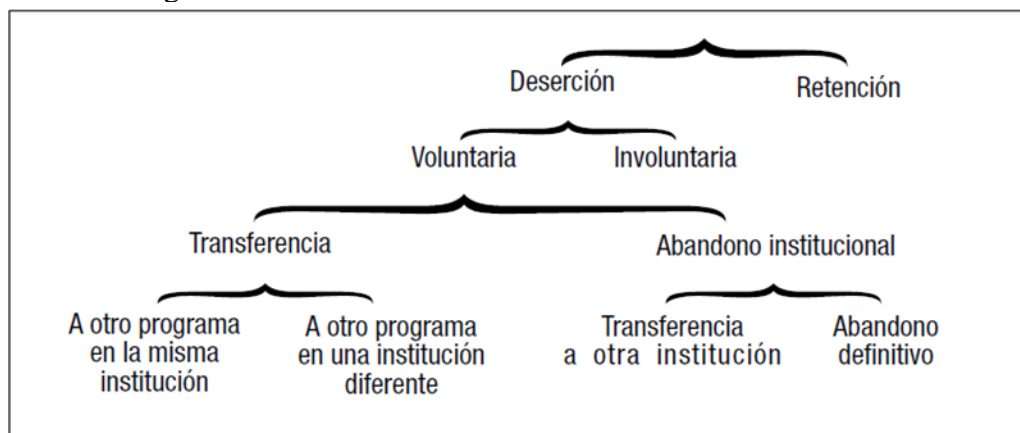 Deserción
Retención
Voluntaria
Involuntaria
Transferencia
Abandono institucional
A otro programa
en la misma
institución
A otro programa
en una institución
diferente
Transferencia
a otra institución
Abandono
definitivo